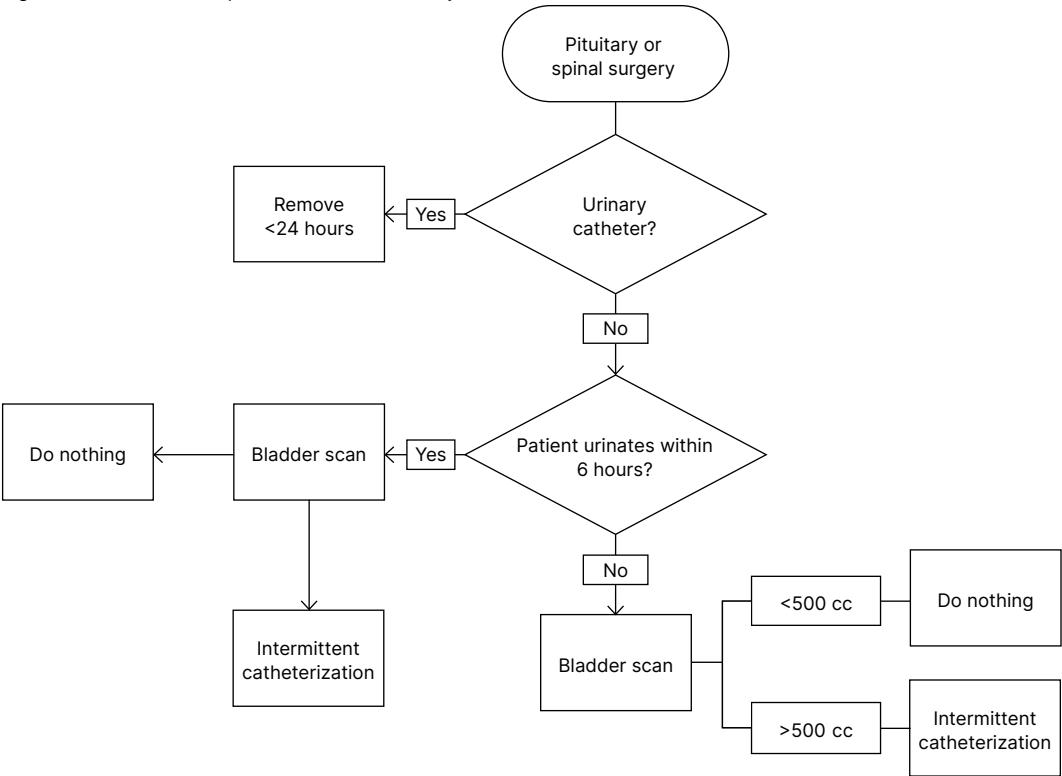 Pituitary or
spinal surgery
Urinary
catheter?
Yes
Remove
<24 hours
No
Patient urinates within
6 hours?
Yes
Bladder scan
Do nothing
Intermittent
catheterization
No
Bladder scan
<500 cc
Do nothing
>500 cc
Intermittent
catheterization